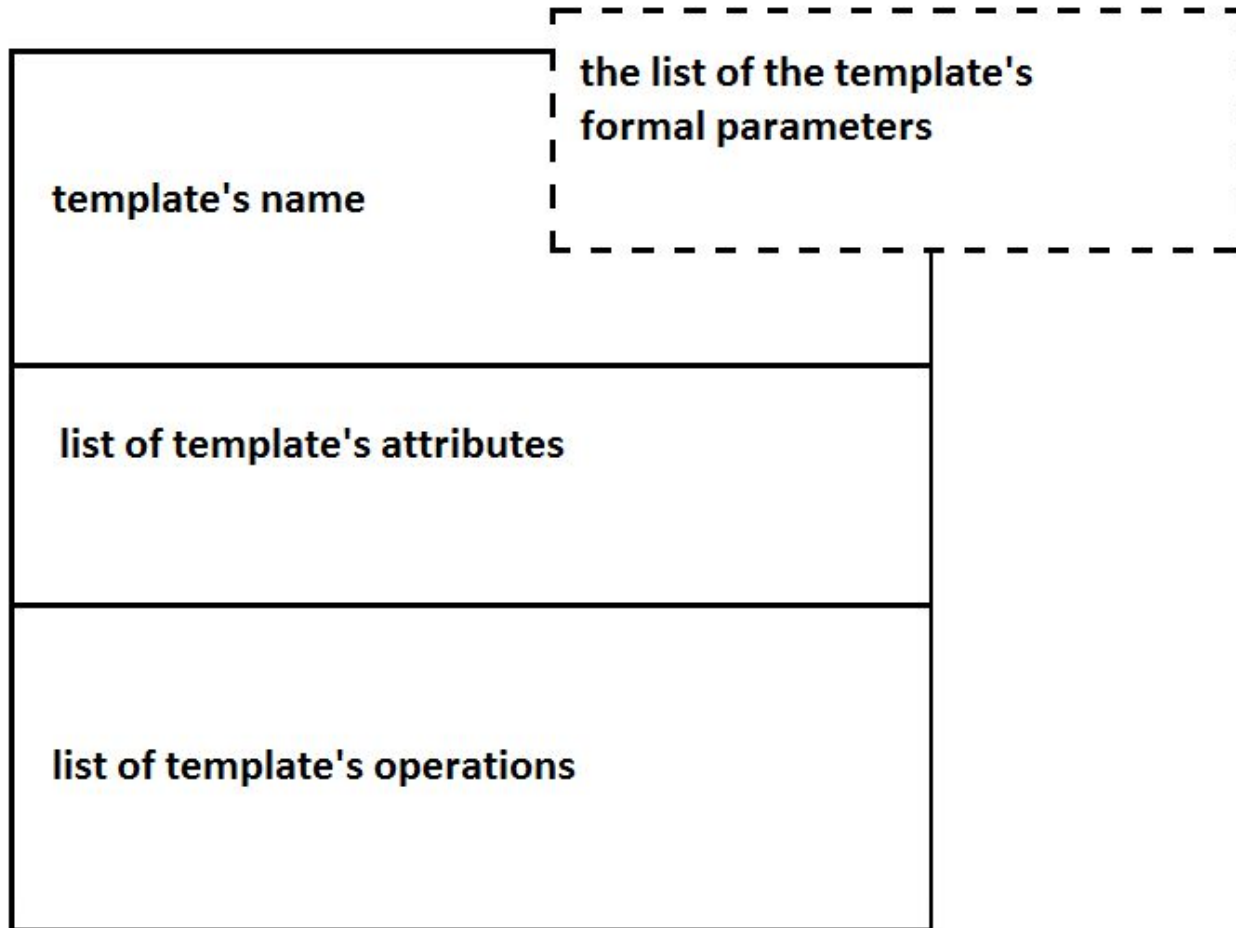 the list of the template's
formal parameters
template's name
list of template's attributes
list of template's operations